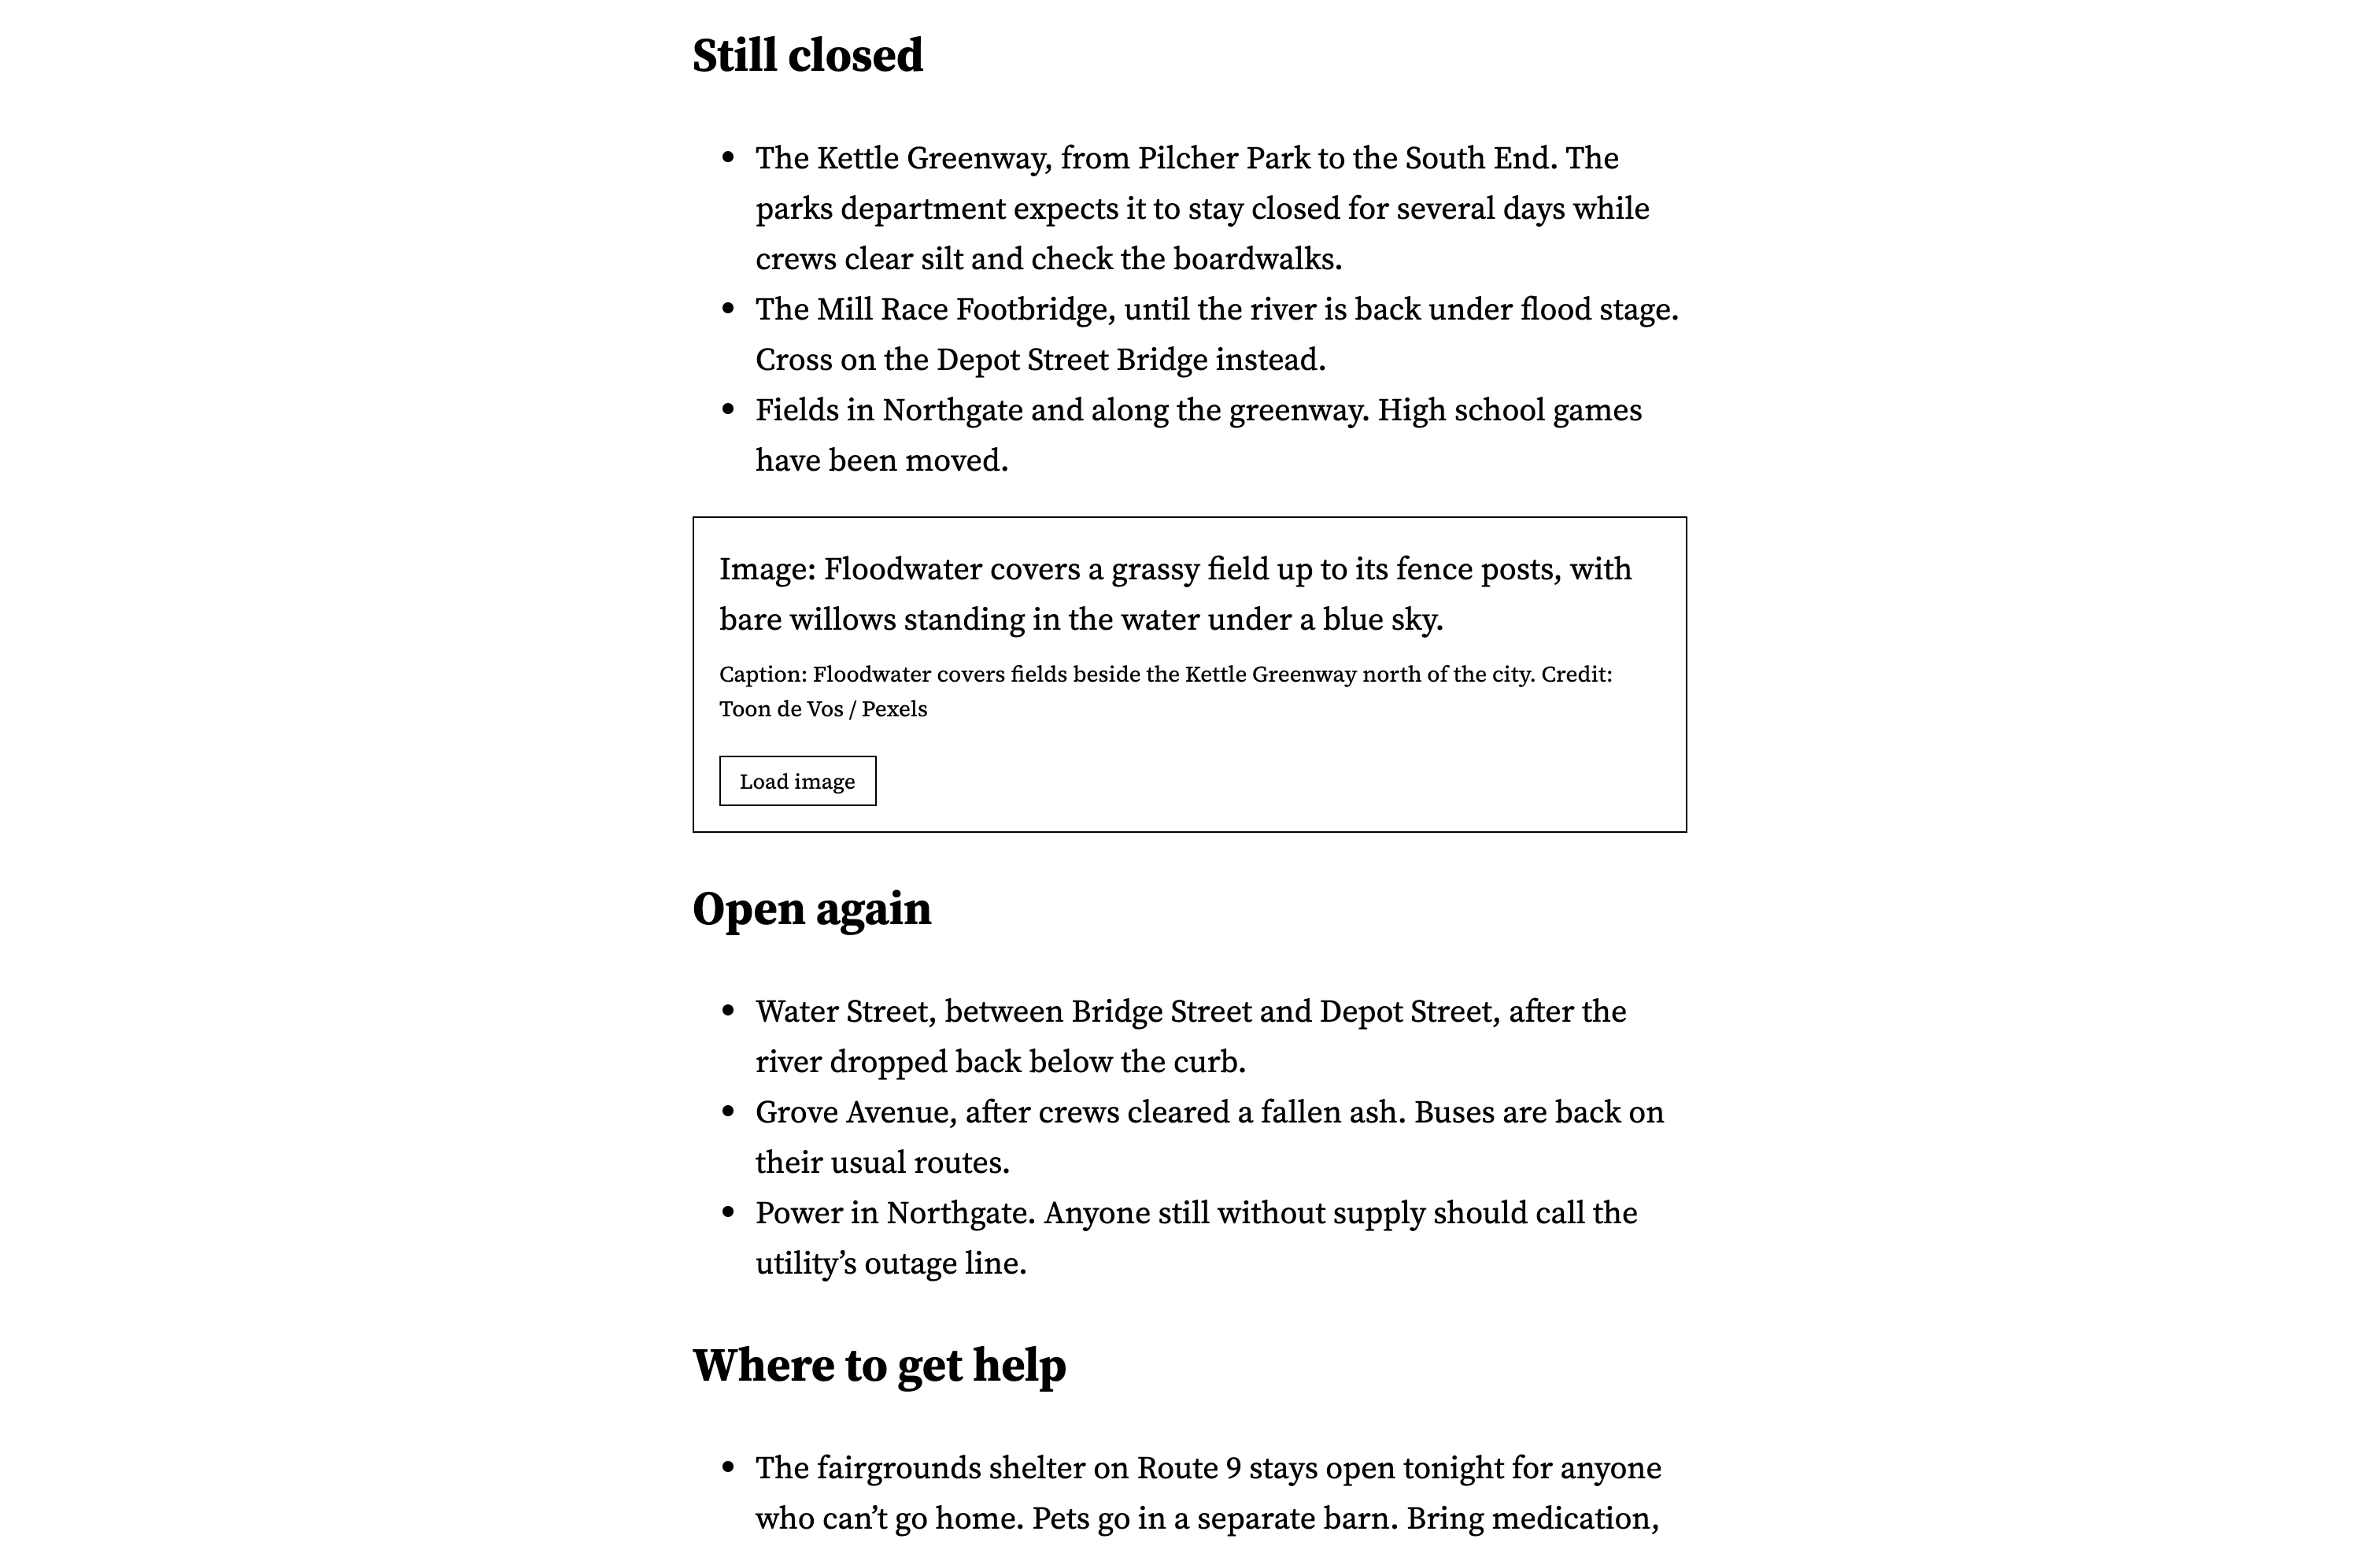 Still closed
The Kettle Greenway, from Pilcher Park to the South End. The
parks department expects it to stay closed for several days while
crews clear silt and check the boardwalks.
The Mill Race Footbridge, until the river is back under flood stage.
Cross on the Depot Street Bridge instead.
Fields in Northgate and along the greenway. High school games
have been moved.
Image: Floodwater covers a grassy field up to its fence posts, with
bare willows standing in the water under a blue sky.
Caption: Floodwater covers fields beside the Kettle Greenway north of the city. Credit:
Toon de Vos / Pexels
Load image
Open again
Water Street, between Bridge Street and Depot Street, after the
river dropped back below the curb.
Grove Avenue, after crews cleared a fallen ash. Buses are back on
their usual routes.
Power in Northgate. Anyone still without supply should call the
utility’s outage line.
Where to get help
The fairgrounds shelter on Route 9 stays open tonight for anyone
who can’t go home. Pets go in a separate barn. Bring medication,